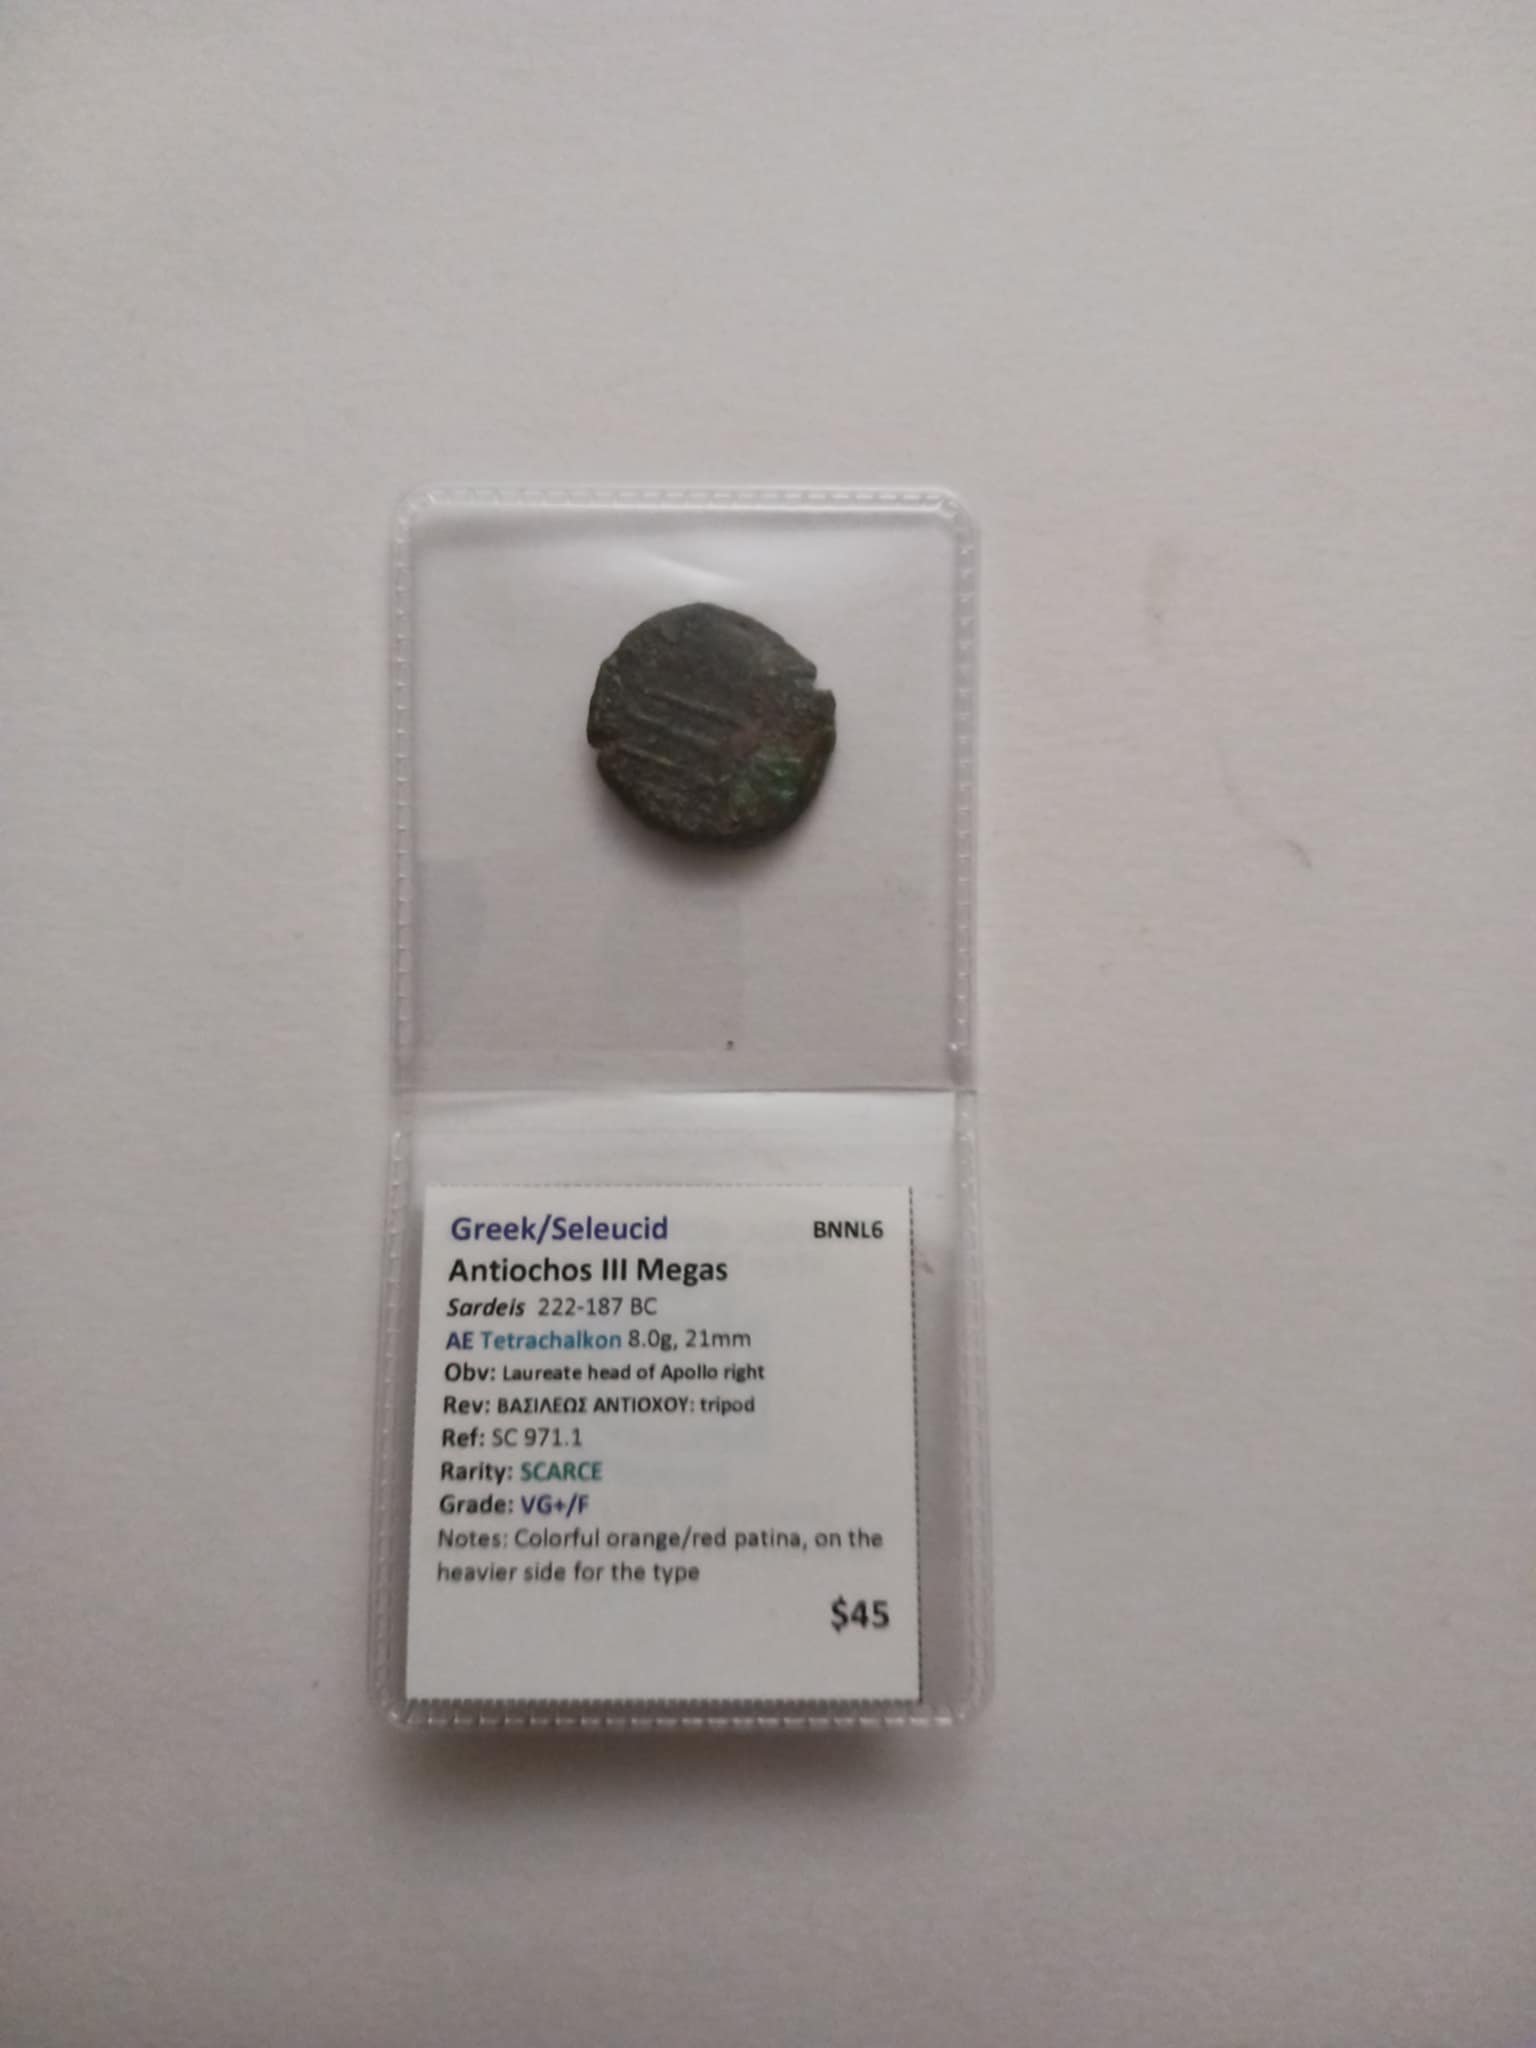 Greek/Seleucid BNNL6
Antiochos III Megas
Sardeis 222-187 BC
AE Tetrachalkon 8.0g, 21mm
Obv: Laureate head of Apollo right
Rev: ΒΑΣΙΛΕΩΣ ΑΝΤΙΟΧΟΥ: tripod
Ref: SC 971.1
Rarity: SCARCE
Grade: VG+/F
Notes: Colorful orange/red patina, on the
heavier side for the type
$45